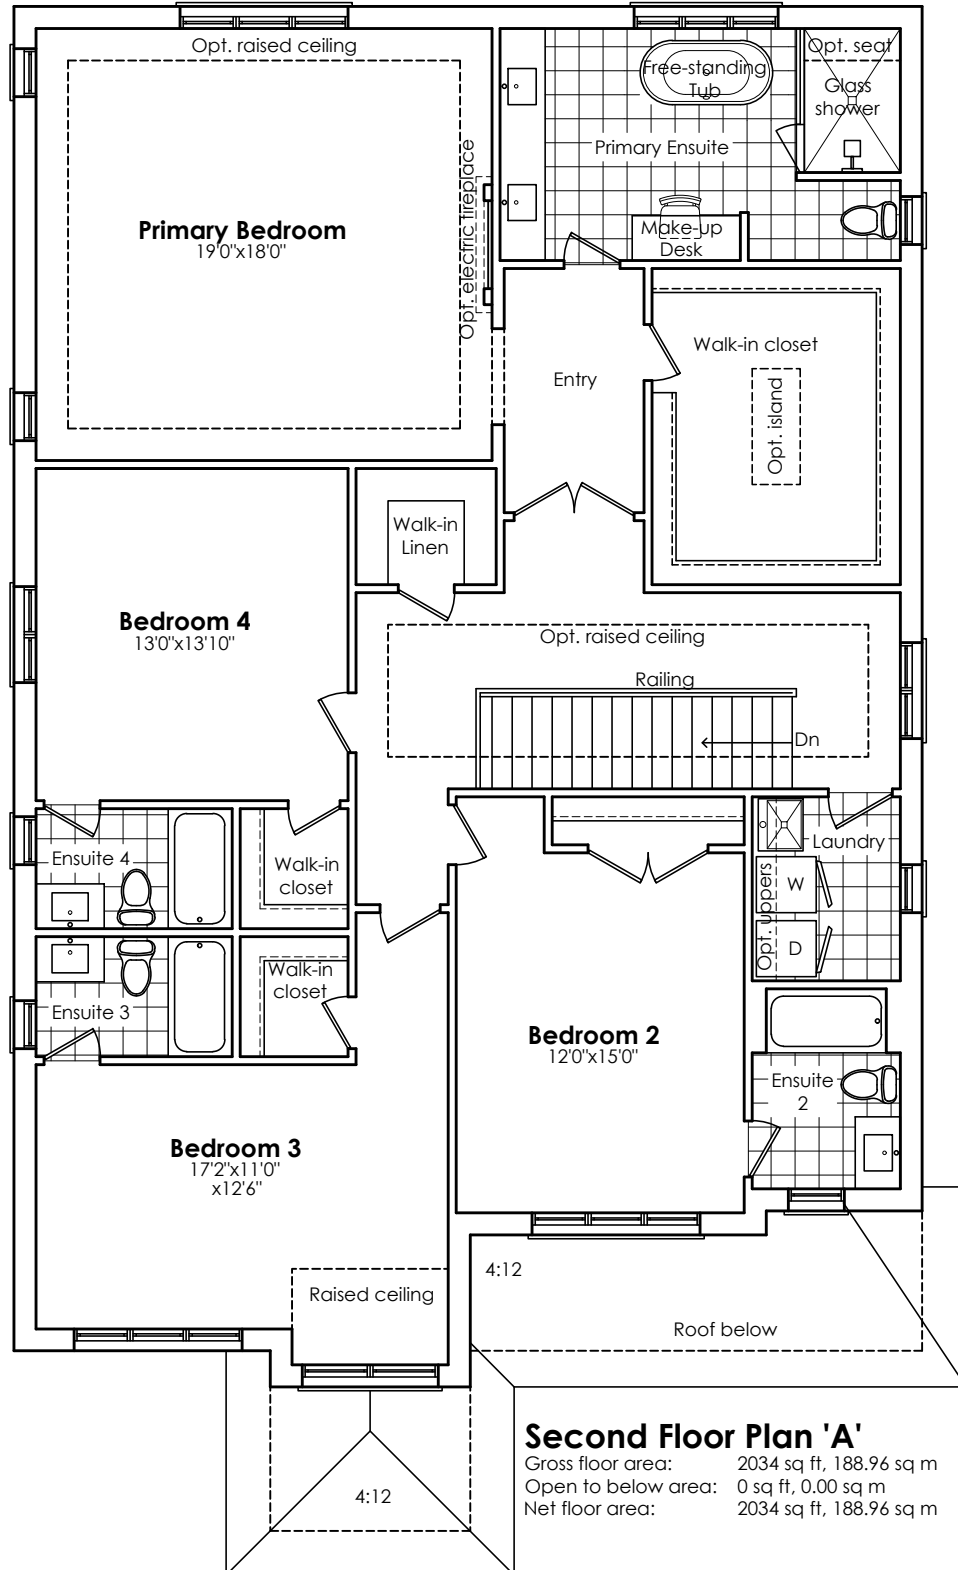 Opt. raised ceiling
Primary Bedroom
19'0"x18'0"
Opt. electric fireplace
Free-standing
Tub
Opt. seat
Glass
shower
Primary Ensuite
Make-up
Desk
Entry
Walk-in closet
Opt. island
Walk-in
Linen
Bedroom 4
13'0"x13'10"
Opt. raised ceiling
Railing
Dn
Ensuite 4
Walk-in
closet
Laundry
W
D
Opt. uppers
Ensuite 3
Walk-in
closet
Bedroom 2
12'0"x15'0"
Ensuite
2
Bedroom 3
17'2"x11'0"
x12'6"
Raised ceiling
4:12
Roof below
4:12
Second Floor Plan 'A'
Gross floor area: 2034 sq ft, 188.96 sq m
Open to below area: 0 sq ft, 0.00 sq m
Net floor area: 2034 sq ft, 188.96 sq m